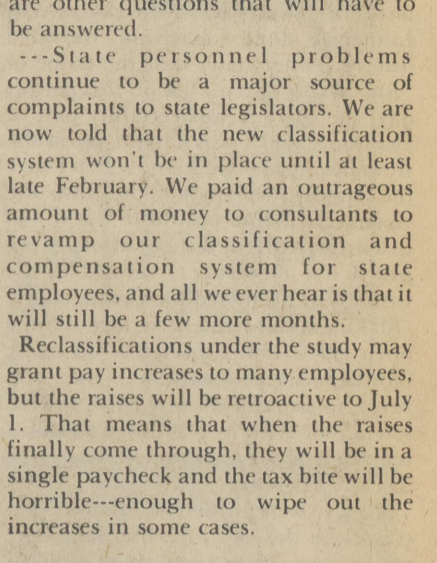 are other questions that will have to
be answered.
---State personnel problems
continue to be a major source of
complaints to state legislators. We are
now told that the new classification
system won't be in place until at least
late February. We paid an outrageous
amount of money to consultants to
revamp our classification and
compensation system for state
employees, and all we ever hear is that it
will still be a few more months.
Reclassifications under the study may
grant pay increases to many employees,
but the raises will be retroactive to July
1. That means that when the raises
finally come through, they will be in a
single paycheck and the tax bite will be
horrible---enough to wipe out the
increases in some cases.